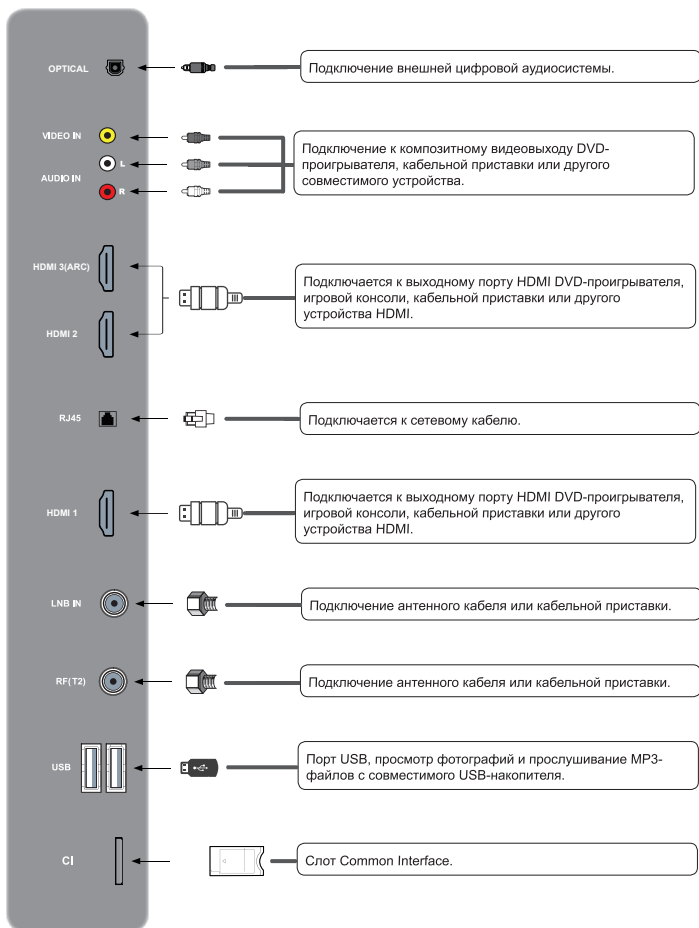 OPTICAL
Подключение внешней цифровой аудиосистемы.
VIDEO IN
L
AUDIO IN
R
Подключение к композитному видеовыходу DVD-
проигрывателя, кабельной приставки или другого
совместимого устройства.
HDMI 3(ARC)
HDMI 2
Подключается к выходному порту HDMI DVD-проигрывателя,
игровой консоли, кабельной приставки или другого
устройства HDMI.
RJ45
Подключается к сетевому кабелю.
HDMI 1
Подключается к выходному порту HDMI DVD-проигрывателя,
игровой консоли, кабельной приставки или другого
устройства HDMI.
LNB IN
Подключение антенного кабеля или кабельной приставки.
RF(T2)
Подключение антенного кабеля или кабельной приставки.
USB
Порт USB, просмотр фотографий и прослушивание MP3-
файлов с совместимого USB-накопителя.
CI
Слот Common Interface.